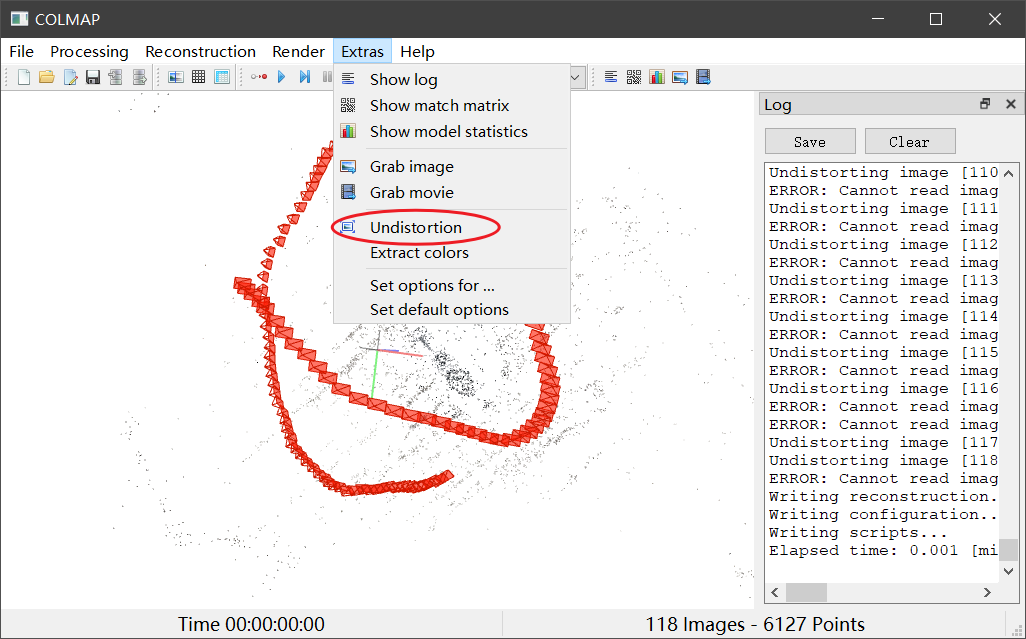 COLMAP
File Processing Reconstruction Render Extras Help
Show log
Show match matrix
Show model statistics
Grab image
Grab movie
Undistortion
Extract colors
Set options for ...
Set default options
Log
Save Clear
Undistorting image [110
ERROR: Cannot read imag
Undistorting image [111
ERROR: Cannot read imag
Undistorting image [112
ERROR: Cannot read imag
Undistorting image [113
ERROR: Cannot read imag
Undistorting image [114
ERROR: Cannot read imag
Undistorting image [115
ERROR: Cannot read imag
Undistorting image [116
ERROR: Cannot read imag
ERROR: Cannot read imag
Undistorting image [117
Undistorting image [118
ERROR: Cannot read imag
Writing reconstruction.
Writing configuration..
Writing scripts...
Elapsed time: 0.001 [mi
Time 00:00:00:00
118 Images - 6127 Points